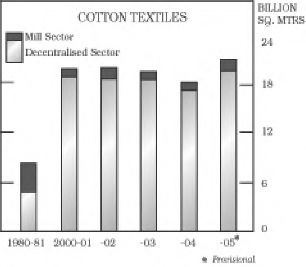 COTTON TEXTILES
BILLION
SQ. MTRS
Mill Sector
Decentralised Sector
24
18
12
6
0
1980-81 2000-01 -02 -03 -04 -05*
* Provisional